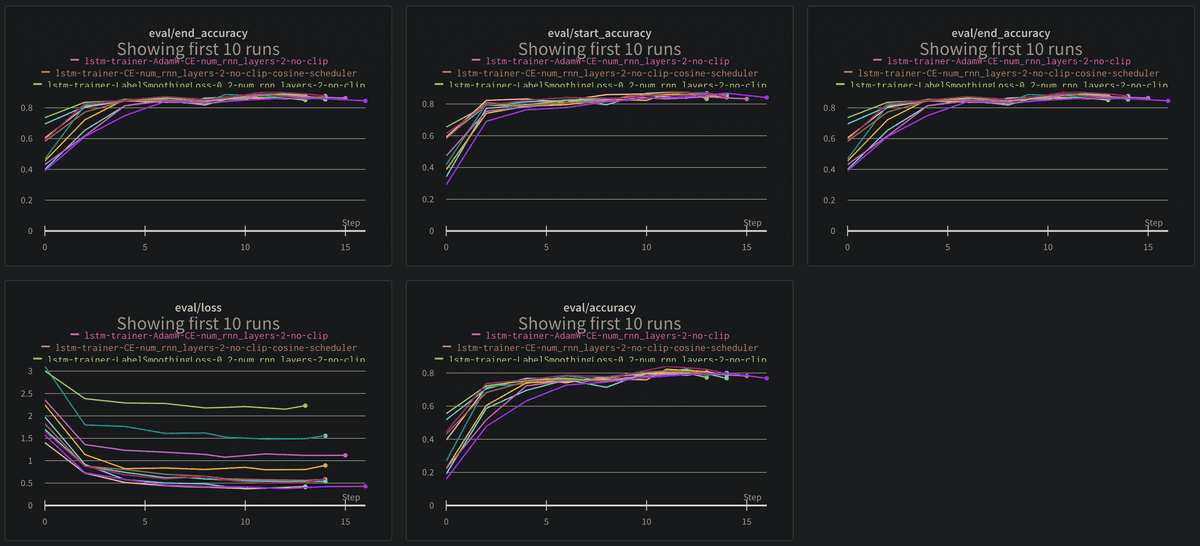 eval/end_accuracy
Showing first 10 runs
lstm-trainer-AdamW-CE-num_rnn_layers-2-no-clip
lstm-trainer-CE-num_rnn_layers-2-no-clip-cosine-scheduler
lstm-trainer-LabelSmoothingLoss-0.2-num_rnn_layers-2-no-clip
0.8
0.6
0.4
0.2
0
Step
0 5 10 15
eval/start_accuracy
Showing first 10 runs
lstm-trainer-AdamW-CE-num_rnn_layers-2-no-clip
lstm-trainer-CE-num_rnn_layers-2-no-clip-cosine-scheduler
lstm-trainer-LabelSmoothingLoss-0.2-num_rnn_layers-2-no-clip
0.8
0.6
0.4
0.2
0
Step
0 5 10 15
eval/end_accuracy
Showing first 10 runs
lstm-trainer-AdamW-CE-num_rnn_layers-2-no-clip
lstm-trainer-CE-num_rnn_layers-2-no-clip-cosine-scheduler
lstm-trainer-LabelSmoothingLoss-0.2-num_rnn_layers-2-no-clip
0.8
0.6
0.4
0.2
0
Step
0 5 10 15
eval/loss
Showing first 10 runs
lstm-trainer-AdamW-CE-num_rnn_layers-2-no-clip
lstm-trainer-CE-num_rnn_layers-2-no-clip-cosine-scheduler
lstm-trainer-LabelSmoothingLoss-0.2-num_rnn_layers-2-no-clip
3
2.5
2
1.5
1
0.5
0
Step
0 5 10 15
eval/accuracy
Showing first 10 runs
lstm-trainer-AdamW-CE-num_rnn_layers-2-no-clip
lstm-trainer-CE-num_rnn_layers-2-no-clip-cosine-scheduler
lstm-trainer-LabelSmoothingLoss-0.2-num_rnn_layers-2-no-clip
0.8
0.6
0.4
0.2
0
Step
0 5 10 15